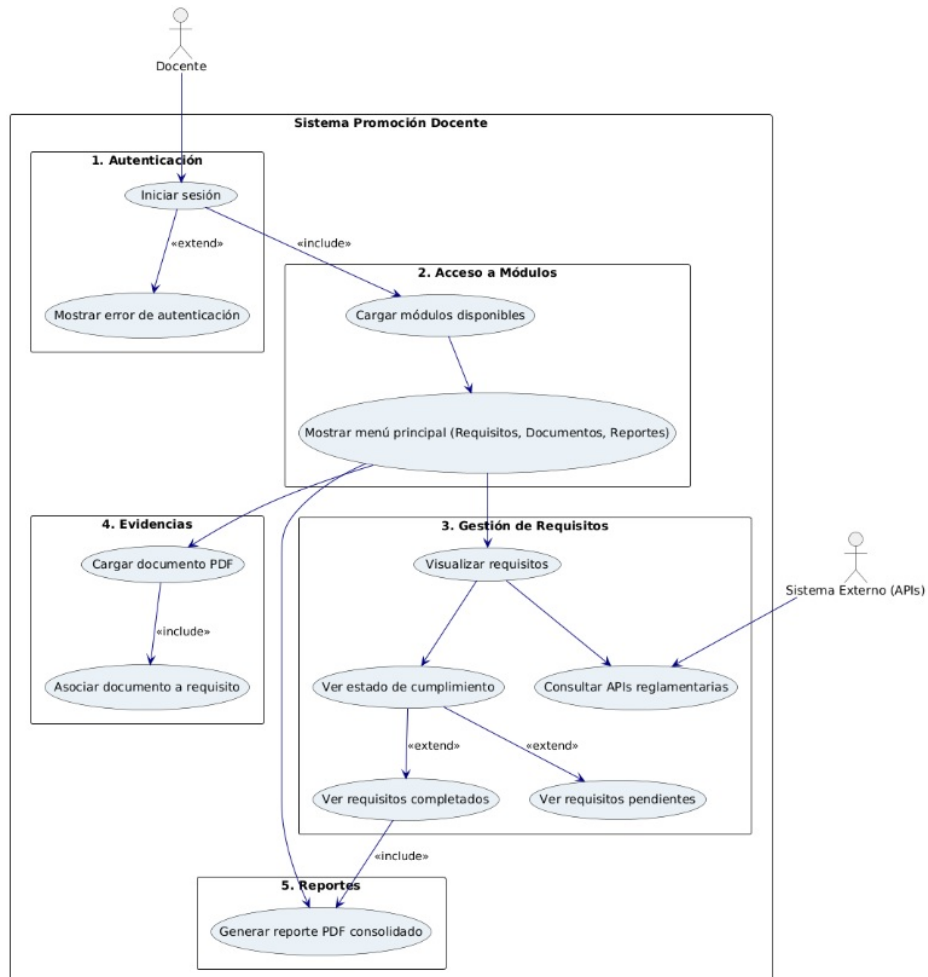 Docente
Sistema Promoción Docente
1. Autenticación
Iniciar sesión
«extend»
«include»
Mostrar error de autenticación
2. Acceso a Módulos
Cargar módulos disponibles
Mostrar menú principal (Requisitos, Documentos, Reportes)
4. Evidencias
Cargar documento PDF
«include»
Asociar documento a requisito
3. Gestión de Requisitos
Visualizar requisitos
Sistema Externo (APIs)
Ver estado de cumplimiento
Consultar APIs reglamentarias
«extend»
«extend»
Ver requisitos completados
Ver requisitos pendientes
«include»
5. Reportes
Generar reporte PDF consolidado